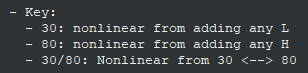 - Key:
- 30: nonlinear from adding any L
- 80: nonlinear from adding any H
- 30/80: Nonlinear from 30 <--> 80